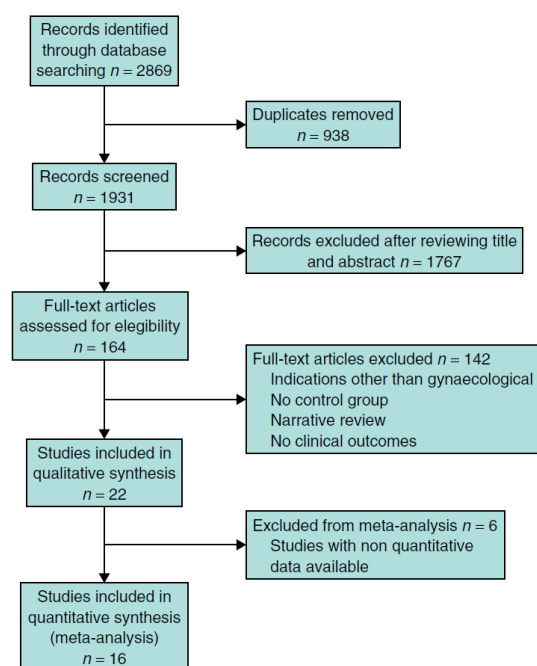 Records identified
through database
searching n = 2869
Duplicates removed
n = 938
Records screened
n = 1931
Records excluded after reviewing title
and abstract n = 1767
Full-text articles
assessed for elegibility
n = 164
Full-text articles excluded n = 142
Indications other than gynaecological
No control group
Narrative review
No clinical outcomes
Studies included in
qualitative synthesis
n = 22
Excluded from meta-analysis n = 6
Studies with non quantitative
data available
Studies included in
quantitative synthesis
(meta-analysis)
n = 16